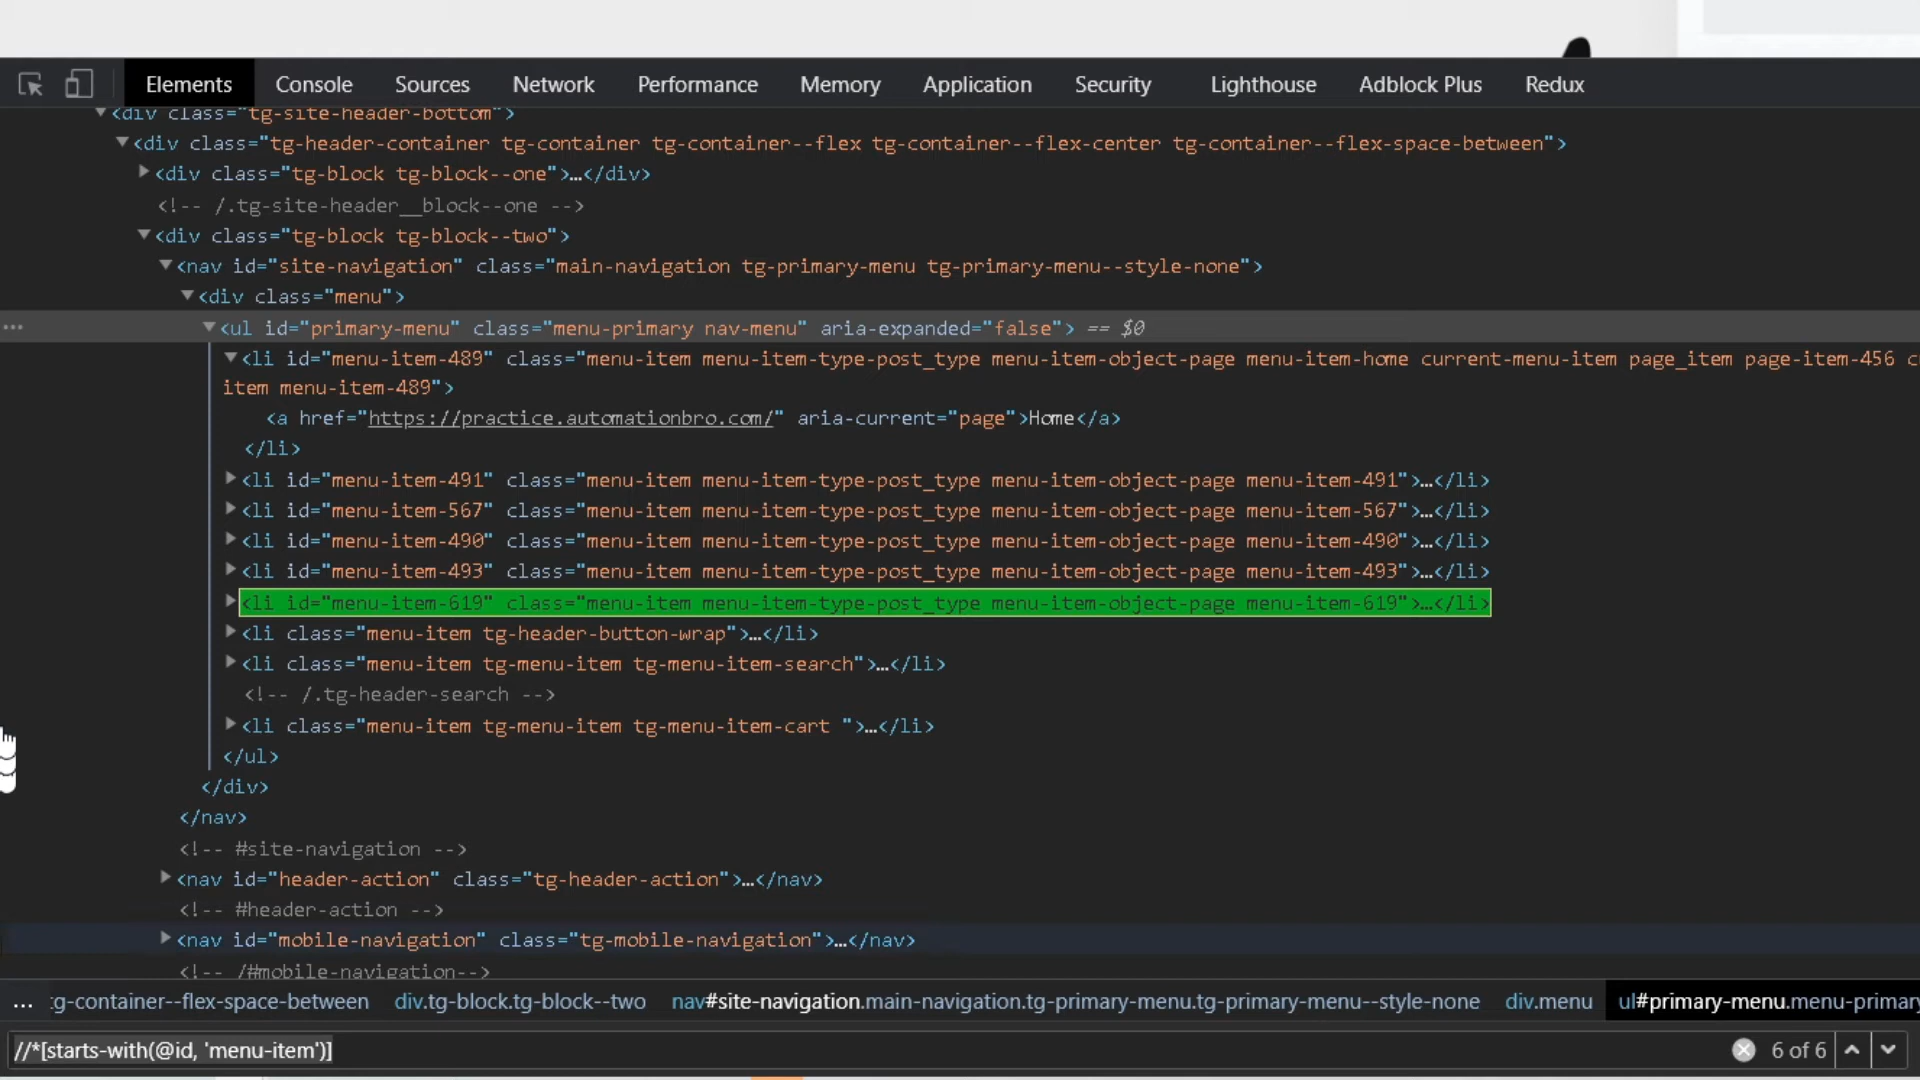 Elements Console Sources Network Performance Memory Application Security Lighthouse Adblock Plus Redux
<div class="tg-site-header-bottom">
<div class="tg-header-container tg-container tg-container--flex tg-container--flex-center tg-container--flex-space-between">
<div class="tg-block tg-block--one">…</div>
<!-- /.tg-site-header__block--one -->
<div class="tg-block tg-block--two">
<nav id="site-navigation" class="main-navigation tg-primary-menu tg-primary-menu--style-none">
<div class="menu">
<ul id="primary-menu" class="menu-primary nav-menu" aria-expanded="false"> == $0
<li id="menu-item-489" class="menu-item menu-item-type-post_type menu-item-object-page menu-item-home current-menu-item page_item page-item-456 c
item menu-item-489">
<a href="https://practice.automationbro.com/" aria-current="page">Home</a>
</li>
<li id="menu-item-491" class="menu-item menu-item-type-post_type menu-item-object-page menu-item-491">…</li>
<li id="menu-item-567" class="menu-item menu-item-type-post_type menu-item-object-page menu-item-567">…</li>
<li id="menu-item-490" class="menu-item menu-item-type-post_type menu-item-object-page menu-item-490">…</li>
<li id="menu-item-493" class="menu-item menu-item-type-post_type menu-item-object-page menu-item-493">…</li>
<li id="menu-item-619" class="menu-item menu-item-type-post_type menu-item-object-page menu-item-619">…</li>
<li class="menu-item tg-header-button-wrap">…</li>
<li class="menu-item tg-menu-item tg-menu-item-search">…</li>
<!-- /.tg-header-search -->
<li class="menu-item tg-menu-item tg-menu-item-cart ">…</li>
</ul>
</div>
</nav>
<!-- #site-navigation -->
<nav id="header-action" class="tg-header-action">…</nav>
<!-- #header-action -->
<nav id="mobile-navigation" class="tg-mobile-navigation">…</nav>
<!-- /#mobile-navigation-->
… tg-container--flex-space-between div.tg-block.tg-block--two nav#site-navigation.main-navigation.tg-primary-menu.tg-primary-menu--style-none div.menu ul#primary-menu.menu-primary
//*[starts-with(@id, 'menu-item')] 6 of 6